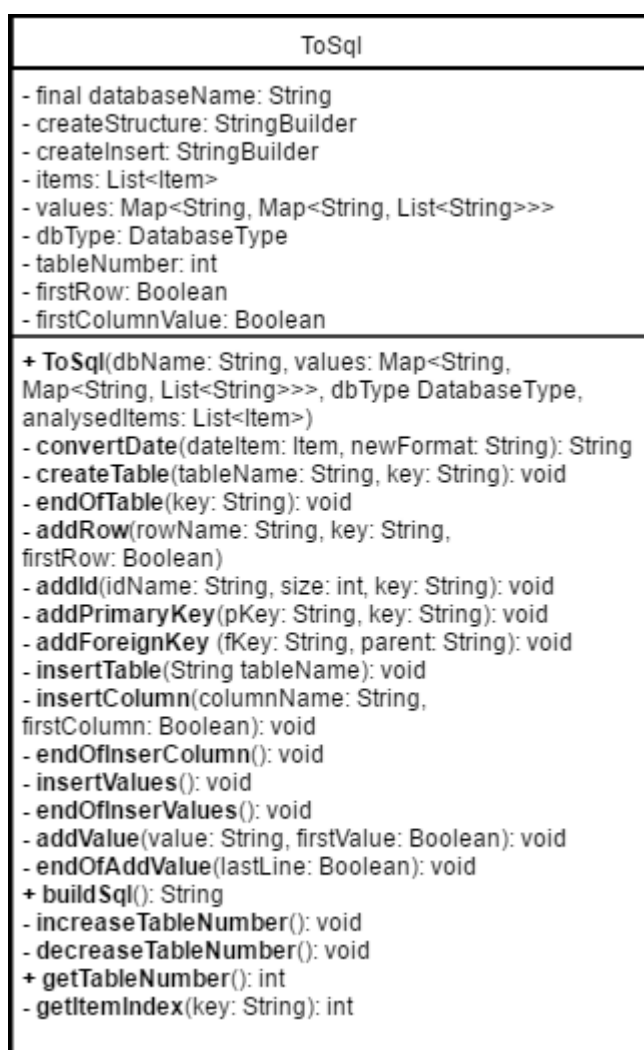 ToSql
- final databaseName: String
- createStructure: StringBuilder
- createInsert: StringBuilder
- items: List<Item>
- values: Map<String, Map<String, List<String>>>
- dbType: DatabaseType
- tableNumber: int
- firstRow: Boolean
- firstColumnValue: Boolean
+ ToSql(dbName: String, values: Map<String,
Map<String, List<String>>>, dbType DatabaseType,
analysedItems: List<Item>)
- convertDate(dateItem: Item, newFormat: String): String
- createTable(tableName: String, key: String): void
- endOfTable(key: String): void
- addRow(rowName: String, key: String,
firstRow: Boolean)
- addId(idName: String, size: int, key: String): void
- addPrimaryKey(pKey: String, key: String): void
- addForeignKey (fKey: String, parent: String): void
- insertTable(String tableName): void
- insertColumn(columnName: String,
firstColumn: Boolean): void
- endOfInserColumn(): void
- insertValues(): void
- endOfInserValues(): void
- addValue(value: String, firstValue: Boolean): void
- endOfAddValue(lastLine: Boolean): void
+ buildSql(): String
- increaseTableNumber(): void
- decreaseTableNumber(): void
+ getTableNumber(): int
- getItemIndex(key: String): int